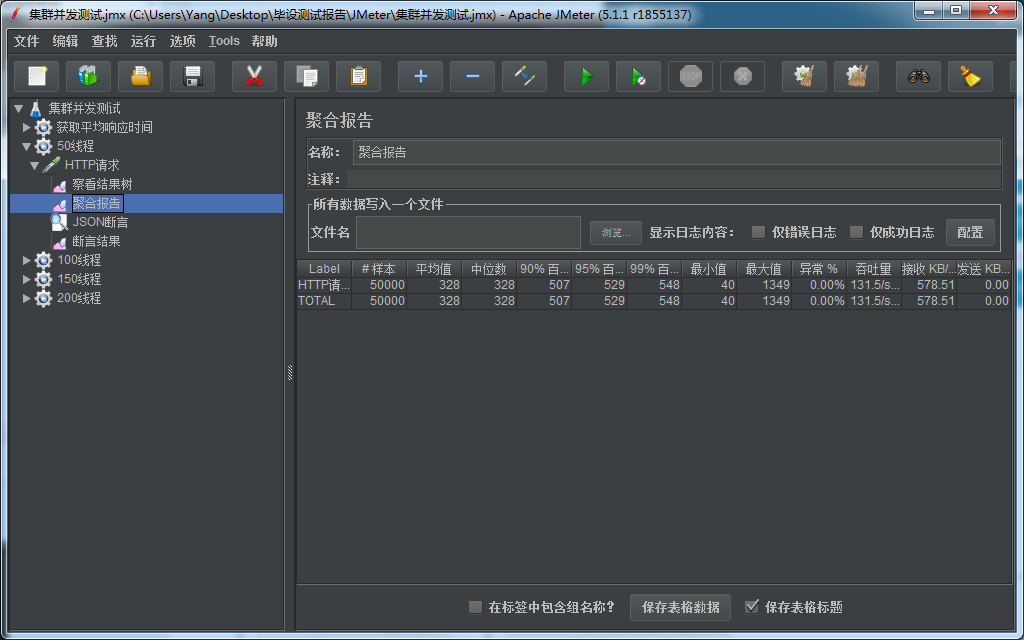 集群并发测试.jmx (C:\Users\Yang\Desktop\毕设测试报告\JMeter\集群并发测试.jmx) - Apache JMeter (5.1.1 r1855137)
文件 编辑 查找 运行 选项 Tools 帮助
STOP
集群并发测试
获取平均响应时间
50线程
HTTP请求
察看结果树
聚合报告
JSON断言
断言结果
100线程
150线程
200线程
聚合报告
名称： 聚合报告
注释：
所有数据写入一个文件
文件名 浏览... 显示日志内容： 仅错误日志 仅成功日志 配置
Label # 样本 平均值 中位数 90% 百... 95% 百... 99% 百... 最小值 最大值 异常 % 吞吐量 接收 KB/... 发送 KB...
HTTP请... 50000 328 328 507 529 548 40 1349 0.00% 131.5/s... 578.51 0.00
TOTAL 50000 328 328 507 529 548 40 1349 0.00% 131.5/s... 578.51 0.00
在标签中包含组名称？ 保存表格数据 保存表格标题